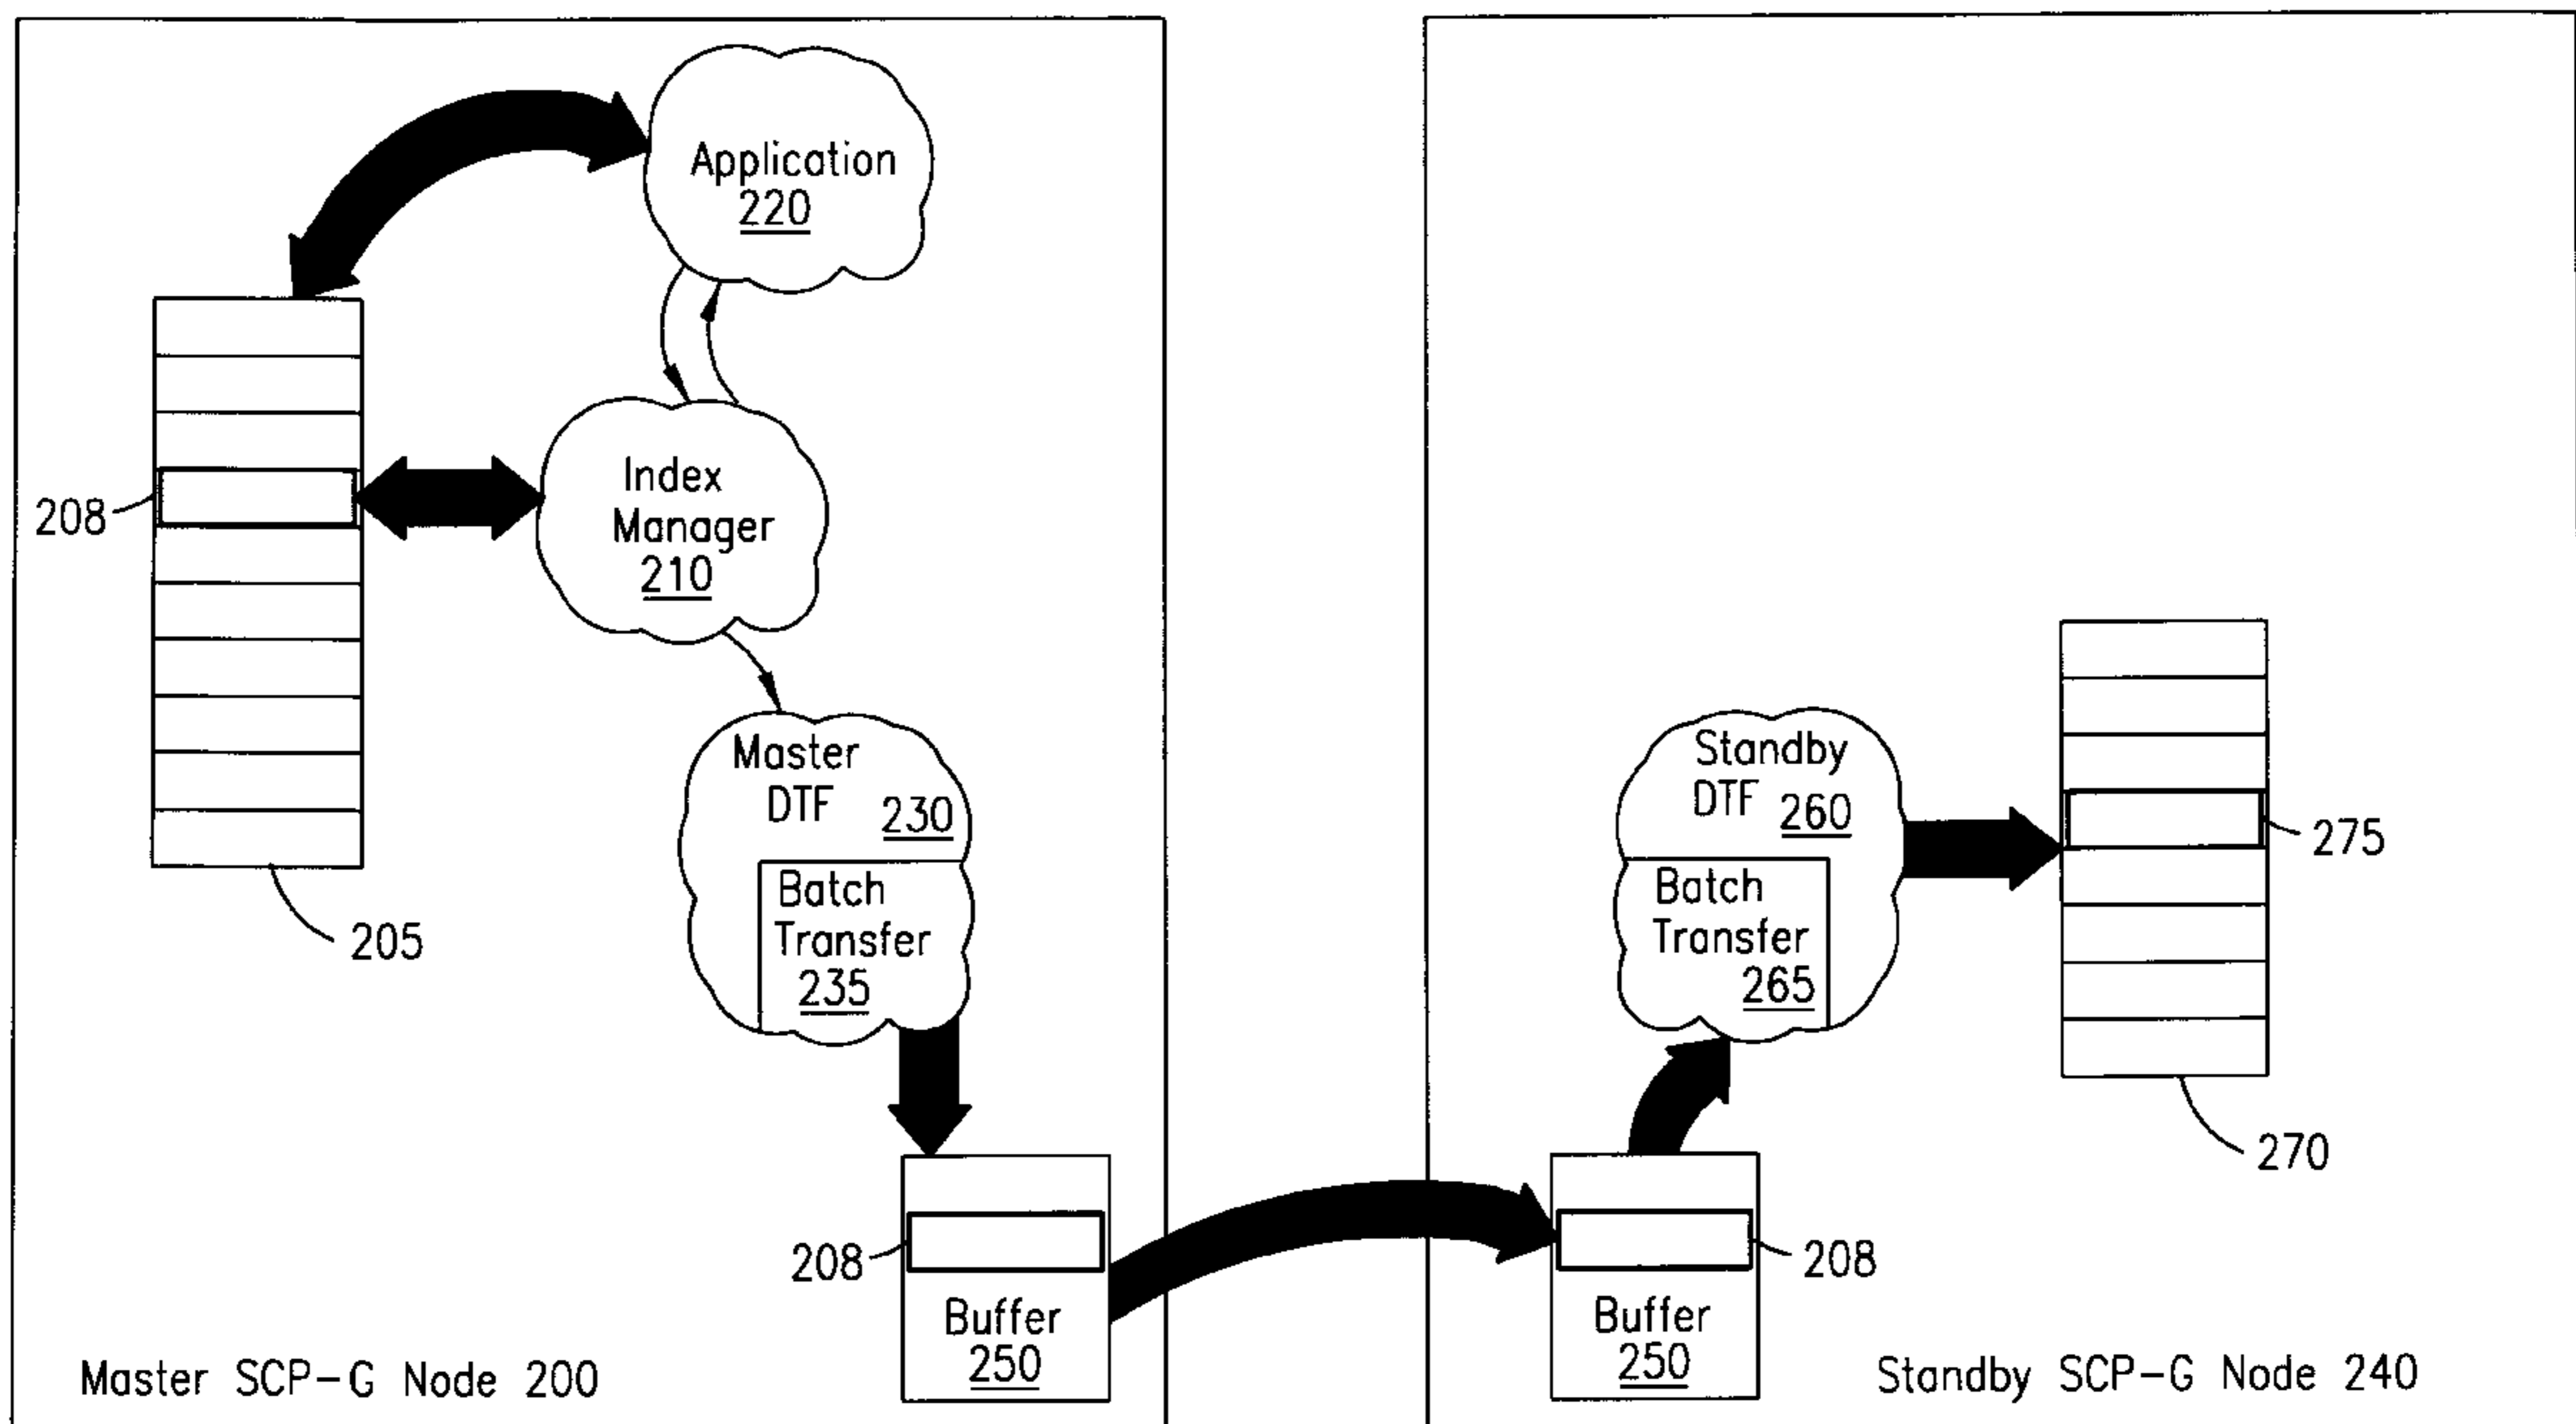 Application
220
Index
Manager
210
208
205
Master
DTF 230
Batch
Transfer
235
208
Buffer
250
Master SCP-G Node 200
Standby
DTF 260
Batch
Transfer
265
275
270
208
Buffer
250
Standby SCP-G Node 240